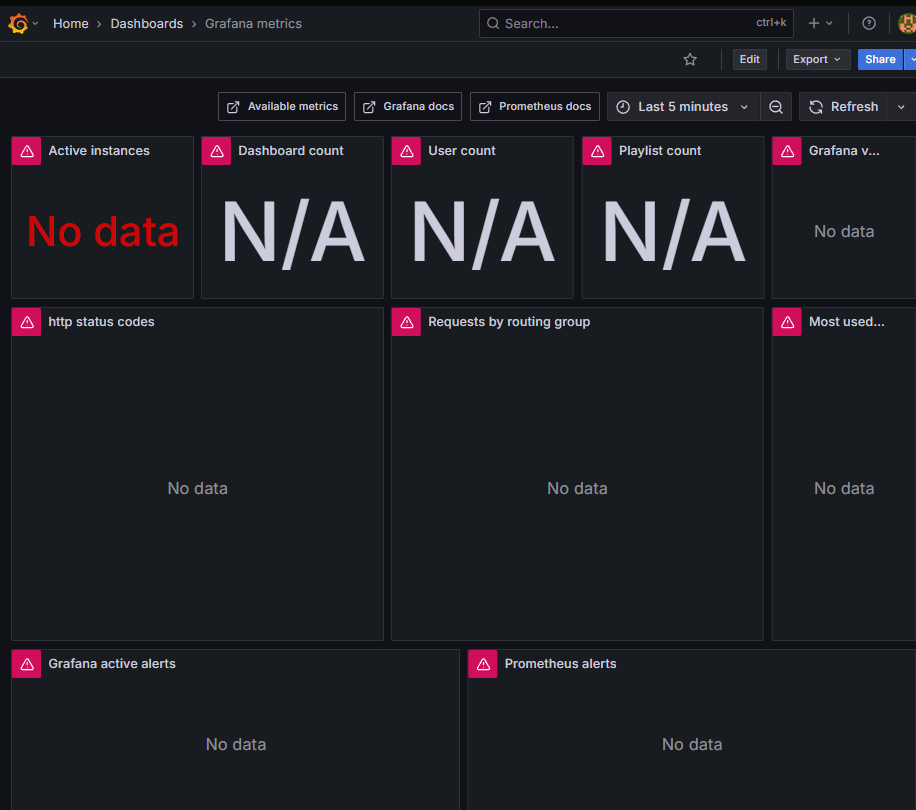 Home › Dashboards › Grafana metrics
Search...
ctrl+k
Edit
Export
Share
Available metrics
Grafana docs
Prometheus docs
Last 5 minutes
Refresh
Active instances
No data
Dashboard count
N/A
User count
N/A
Playlist count
N/A
Grafana v...
No data
http status codes
No data
Requests by routing group
No data
Most used...
No data
Grafana active alerts
No data
Prometheus alerts
No data